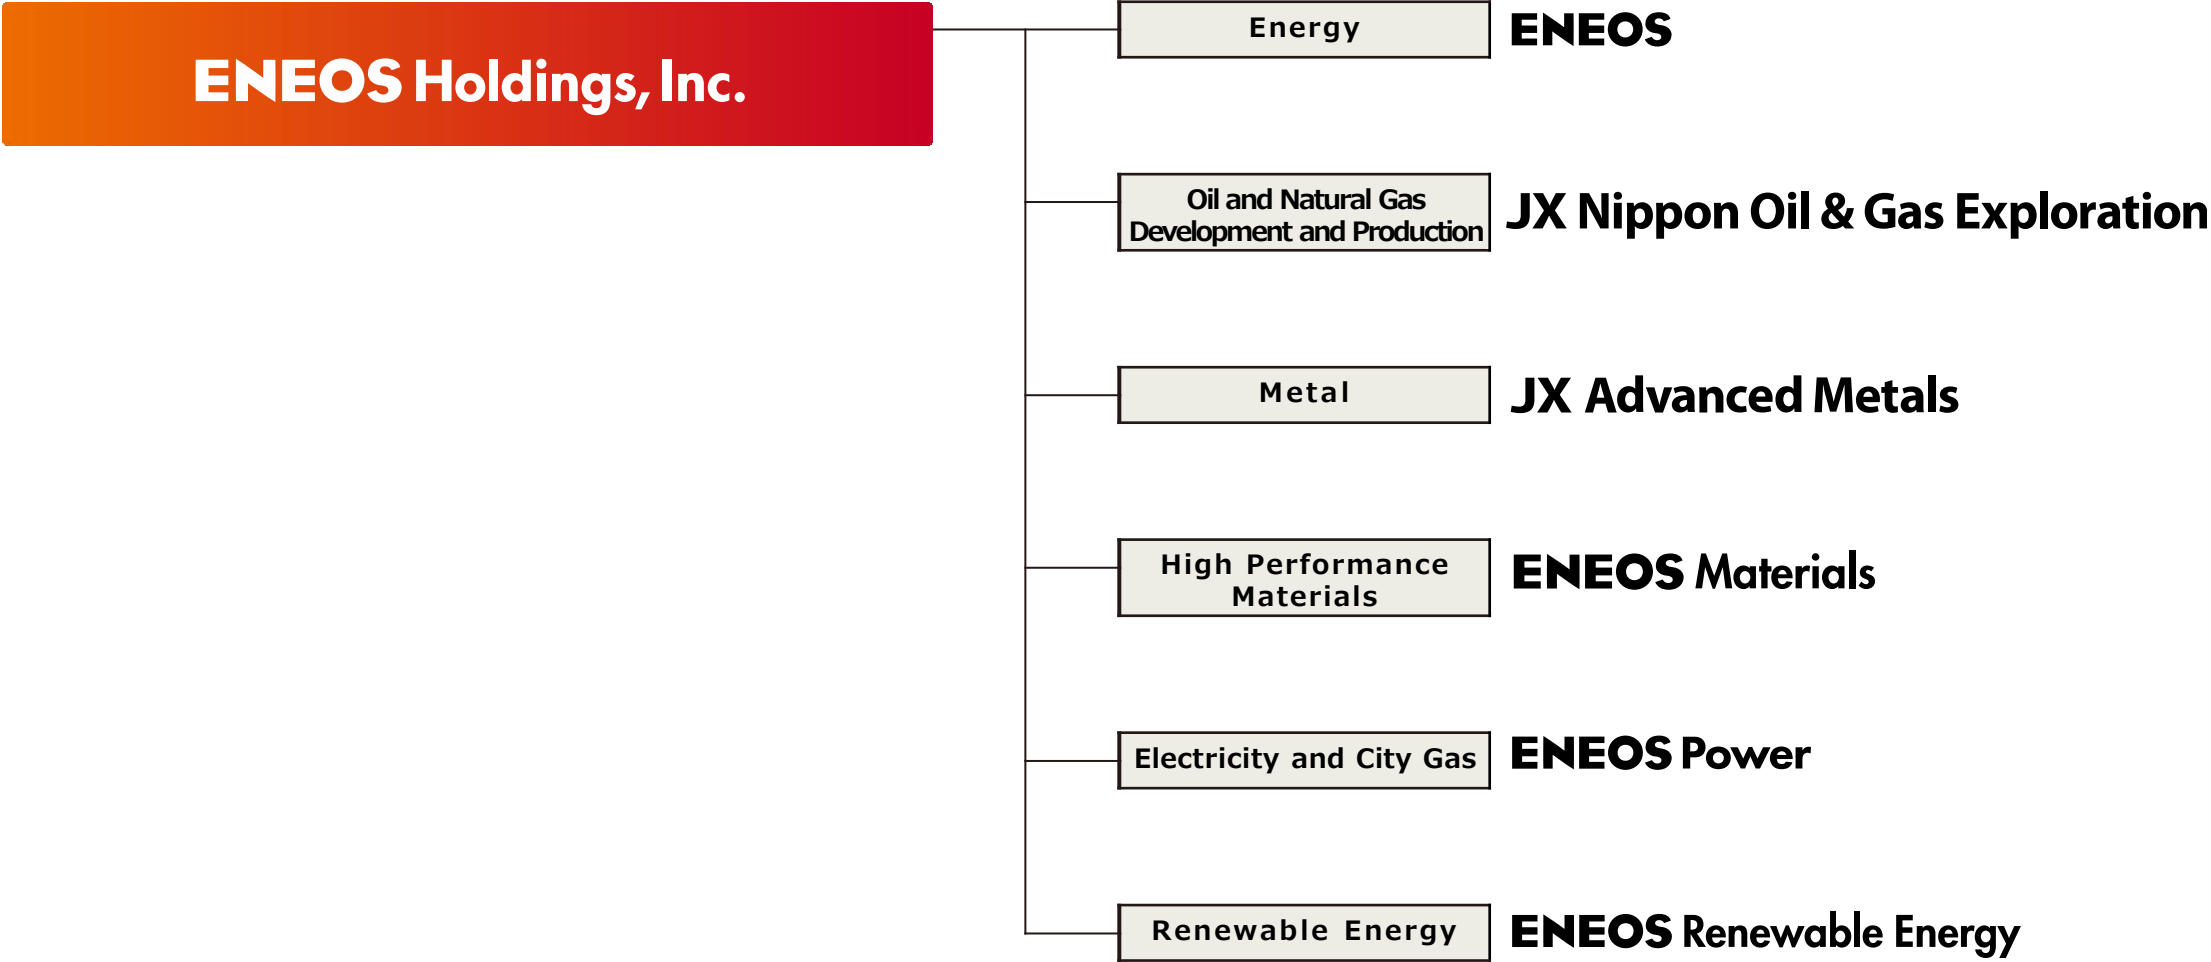 ENEOS Holdings, Inc.
Energy
ENEOS
Oil and Natural Gas
Development and Production
JX Nippon Oil & Gas Exploration
Metal
JX Advanced Metals
High Performance
Materials
ENEOS Materials
Electricity and City Gas
ENEOS Power
Renewable Energy
ENEOS Renewable Energy